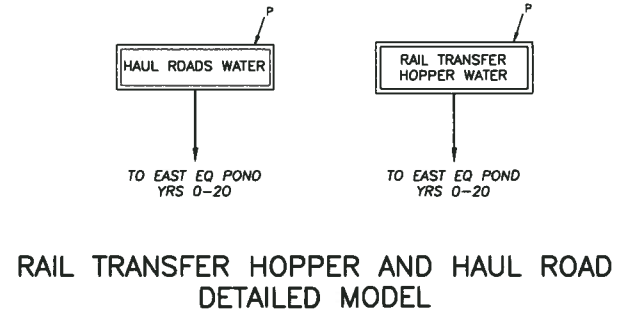 P
HAUL ROADS WATER
TO EAST EQ POND
YRS 0-20
P
RAIL TRANSFER
HOPPER WATER
TO EAST EQ POND
YRS 0-20
RAIL TRANSFER HOPPER AND HAUL ROAD
DETAILED MODEL